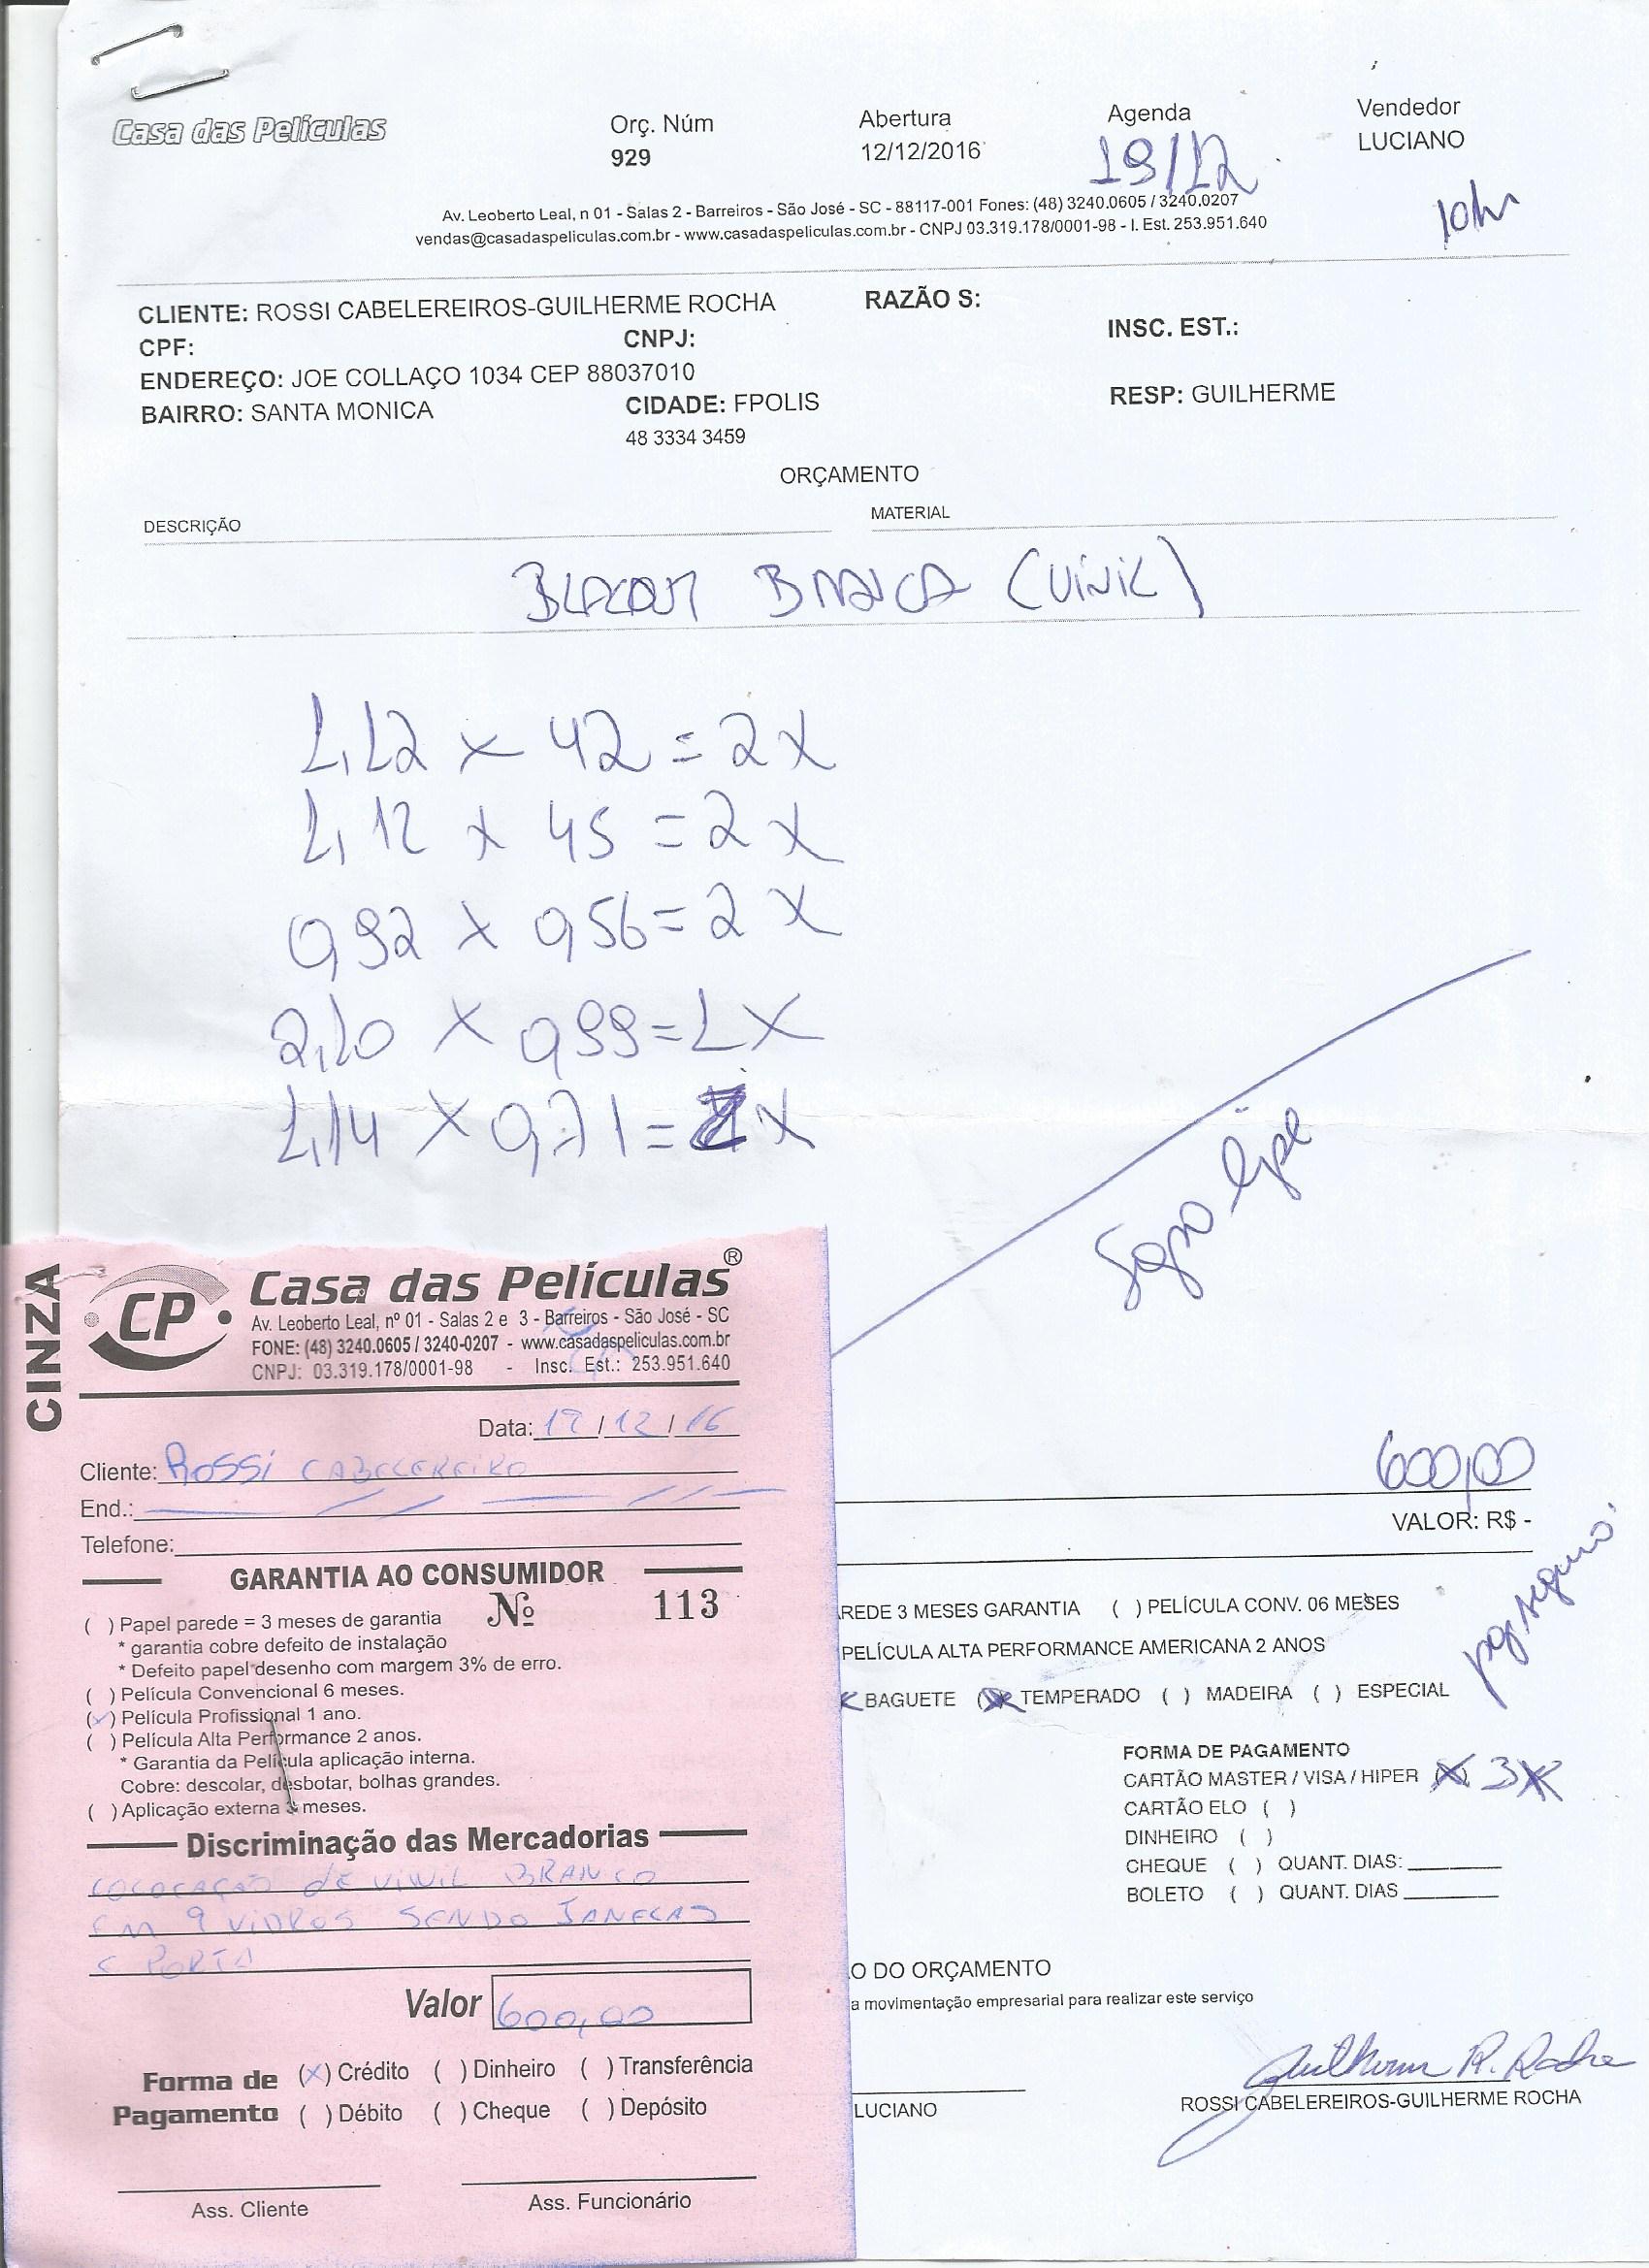 Casa das Películas
Orç. Núm
929
Abertura
12/12/2016
Agenda
19/12
Vendedor
LUCIANO
10hr
Av. Leoberto Leal, n 01 - Salas 2 - Barreiros - São José - SC - 88117-001 Fones: (48) 3240.0605 / 3240.0207
vendas@casadaspeliculas.com.br - www.casadaspeliculas.com.br - CNPJ 03.319.178/0001-98 - I. Est. 253.951.640
CLIENTE: ROSSI CABELEREIROS-GUILHERME ROCHA RAZÃO S:
CPF: CNPJ: INSC. EST.:
ENDEREÇO: JOE COLLAÇO 1034 CEP 88037010
BAIRRO: SANTA MONICA CIDADE: FPOLIS RESP: GUILHERME
48 3334 3459
ORÇAMENTO
DESCRIÇÃO MATERIAL
BLACOUT BRANCA (VINIL)
1,12 x 42 = 2x
1,12 x 45 = 2x
0,92 x 0,56 = 2x
2,10 x 0,99 = 1x
1,14 x 0,71 = 2x
600,00
VALOR: R$ -
pagseguro
REDE 3 MESES GARANTIA ( ) PELÍCULA CONV. 06 MESES
PELÍCULA ALTA PERFORMANCE AMERICANA 2 ANOS
BAGUETE (X) TEMPERADO ( ) MADEIRA ( ) ESPECIAL
FORMA DE PAGAMENTO
CARTÃO MASTER / VISA / HIPER (X) 3X
CARTÃO ELO ( )
DINHEIRO ( )
CHEQUE ( ) QUANT. DIAS:
BOLETO ( ) QUANT. DIAS
O DO ORÇAMENTO
a movimentação empresarial para realizar este serviço
Guilherme R. Rocha
LUCIANO
ROSSI CABELEREIROS-GUILHERME ROCHA
CINZA
CP
Casa das Películas®
Av. Leoberto Leal, nº 01 - Salas 2 e 3 - Barreiros - São José - SC
FONE: (48) 3240.0605 / 3240-0207 - www.casadaspeliculas.com.br
CNPJ: 03.319.178/0001-98 - Insc. Est.: 253.951.640
Data: 19/12/16
Cliente: ROSSI CABELEREIRO
End.:
Telefone:
GARANTIA AO CONSUMIDOR
Nº 113
( ) Papel parede = 3 meses de garantia
* garantia cobre defeito de instalação
* Defeito papel desenho com margem 3% de erro.
( ) Película Convencional 6 meses.
(x) Película Profissional 1 ano.
( ) Película Alta Performance 2 anos.
* Garantia da Película aplicação interna.
Cobre: descolar, desbotar, bolhas grandes.
( ) Aplicação externa 3 meses.
Discriminação das Mercadorias
COLOCAÇÃO DE VINIL BRANCO
EM 9 VIDROS SENDO JANELAS
E PORTA
Valor 600,00
Forma de Pagamento
(X) Crédito ( ) Dinheiro ( ) Transferência
( ) Débito ( ) Cheque ( ) Depósito
Ass. Cliente
Ass. Funcionário